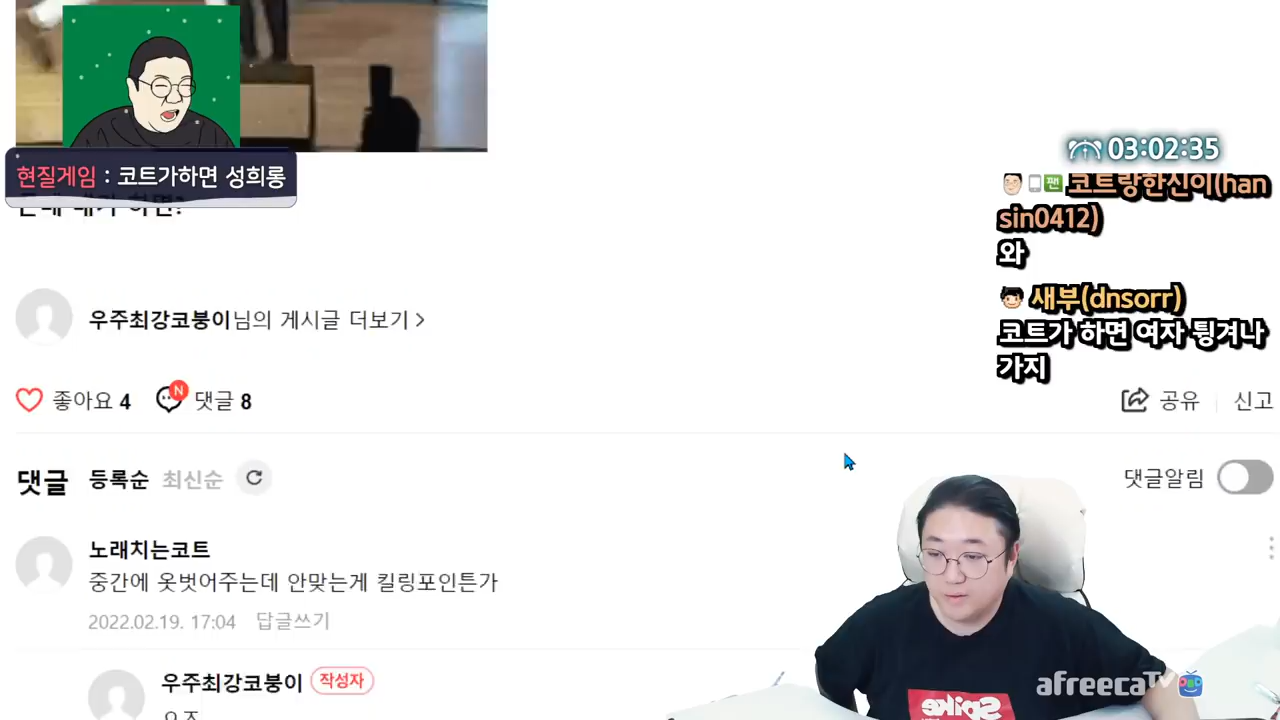 현질게임 : 코트가하면 성희롱
03:02:35
팬 코트랑한신이(han
sin0412)
와
새부(dnsorr)
코트가 하면 여자 튕겨나
가지
우주최강코붕이님의 게시글 더보기 >
좋아요 4 N 댓글 8
공유 신고
댓글 등록순 최신순
댓글알림
노래치는코트
중간에 옷벗어주는데 안맞는게 킬링포인튼가
2022.02.19. 17:04 답글쓰기
우주최강코붕이 작성자
afreecaTV
Spike